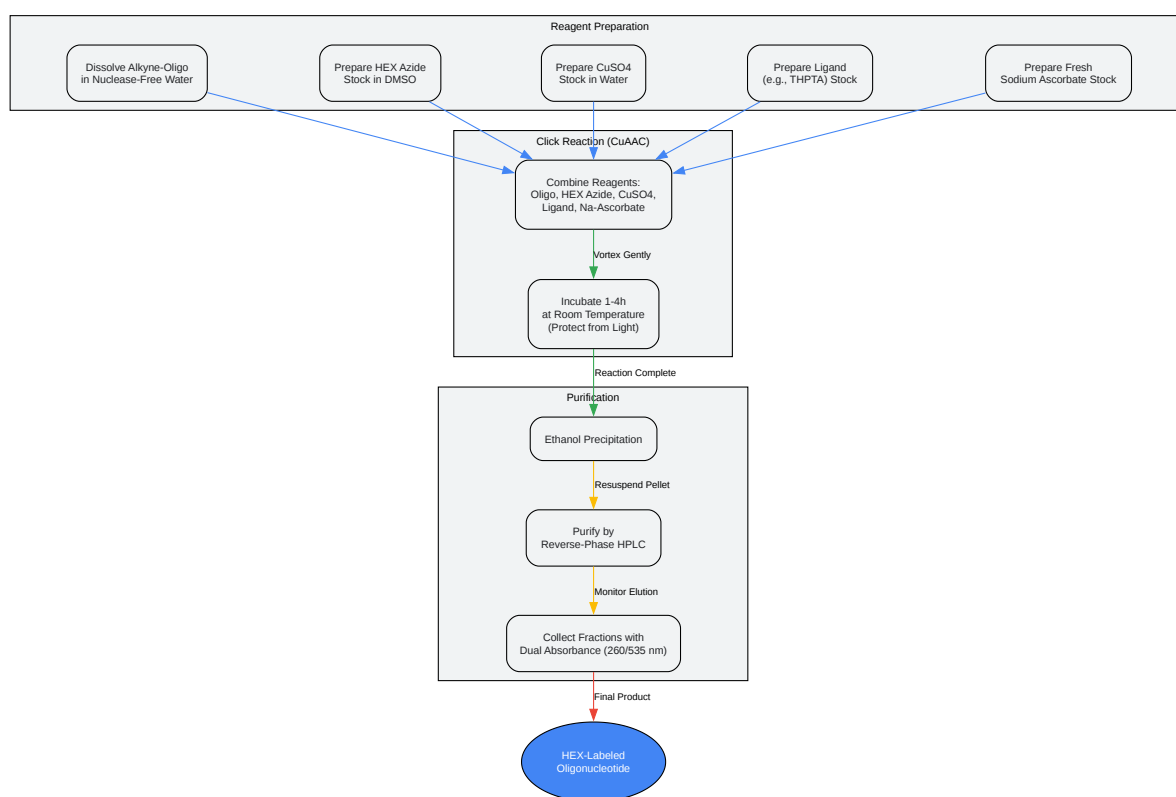 Reagent Preparation
Dissolve Alkyne-Oligo
in Nuclease-Free Water
Prepare HEX Azide
Stock in DMSO
Prepare CuSO4
Stock in Water
Prepare Ligand
(e.g., THPTA) Stock
Prepare Fresh
Sodium Ascorbate Stock
Click Reaction (CuAAC)
Combine Reagents:
Oligo, HEX Azide, CuSO4,
Ligand, Na-Ascorbate
Vortex Gently
Incubate 1-4h
at Room Temperature
(Protect from Light)
Reaction Complete
Purification
Ethanol Precipitation
Resuspend Pellet
Purify by
Reverse-Phase HPLC
Monitor Elution
Collect Fractions with
Dual Absorbance (260/535 nm)
Final Product
HEX-Labeled
Oligonucleotide